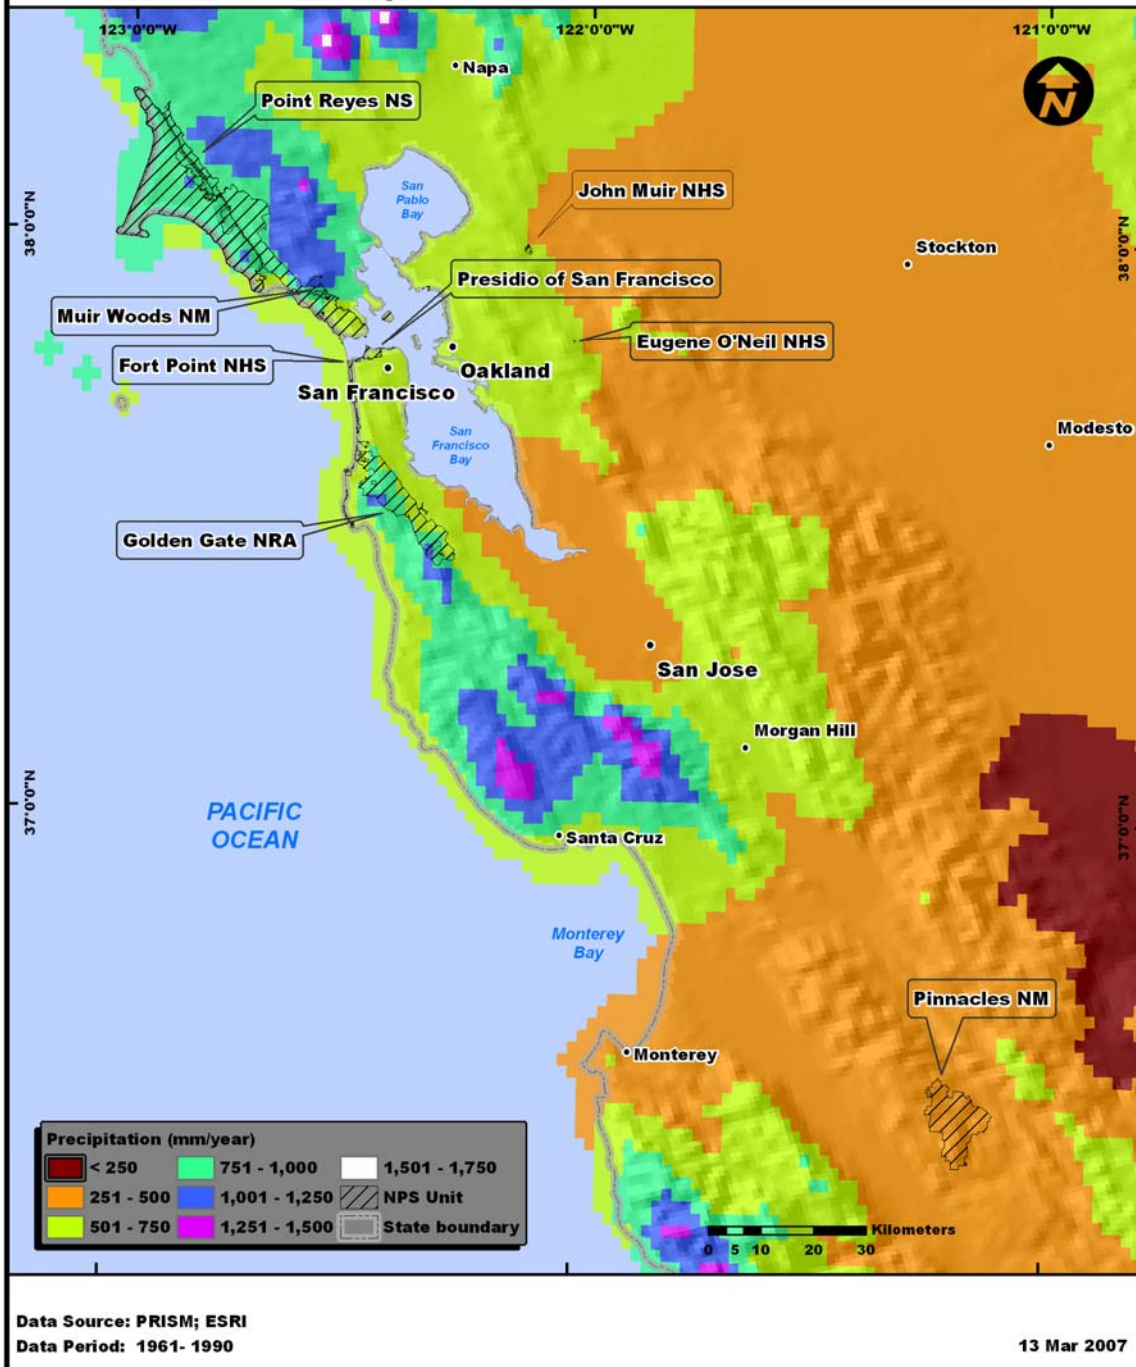 123°0'0"W
122°0'0"W
121°0'0"W
Napa
N
Point Reyes NS
San
Pablo
Bay
John Muir NHS
38°0'0"N
38°0'0"N
Stockton
Presidio of San Francisco
Muir Woods NM
Eugene O'Neil NHS
Fort Point NHS
Oakland
San Francisco
Modesto
San
Francisco
Bay
Golden Gate NRA
San Jose
Morgan Hill
PACIFIC
OCEAN
37°0'0"N
37°0'0"N
Santa Cruz
Monterey
Bay
Pinnacles NM
Monterey
Precipitation (mm/year)
< 250
751 - 1,000
1,501 - 1,750
251 - 500
1,001 - 1,250
NPS Unit
501 - 750
1,251 - 1,500
State boundary
Kilometers
0 5 10 20 30
Data Source: PRISM; ESRI
Data Period: 1961- 1990
13 Mar 2007